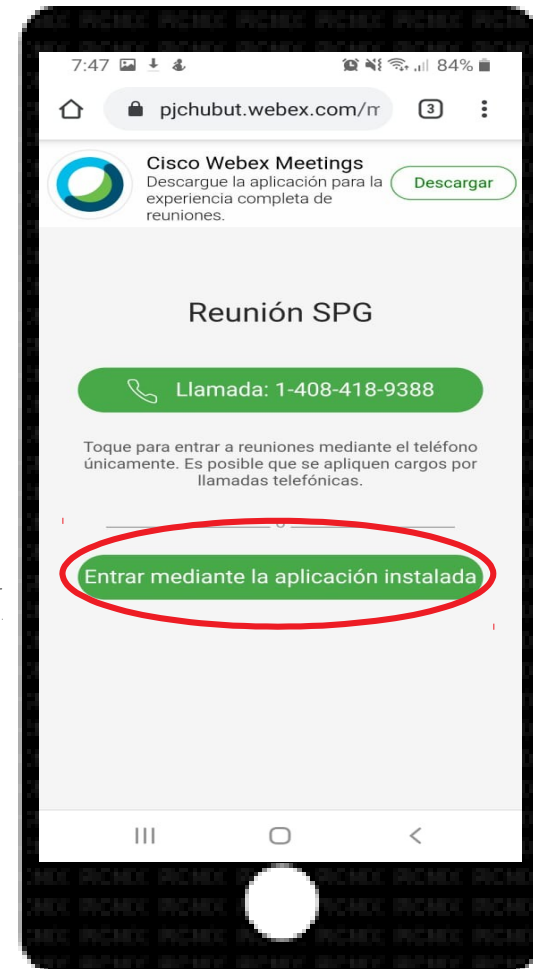 7:47 84%
pjchubut.webex.com/m 3
Cisco Webex Meetings
Descargue la aplicación para la
experiencia completa de
reuniones.
Descargar
Reunión SPG
Llamada: 1-408-418-9388
Toque para entrar a reuniones mediante el teléfono
únicamente. Es posible que se apliquen cargos por
llamadas telefónicas.
o
Entrar mediante la aplicación instalada